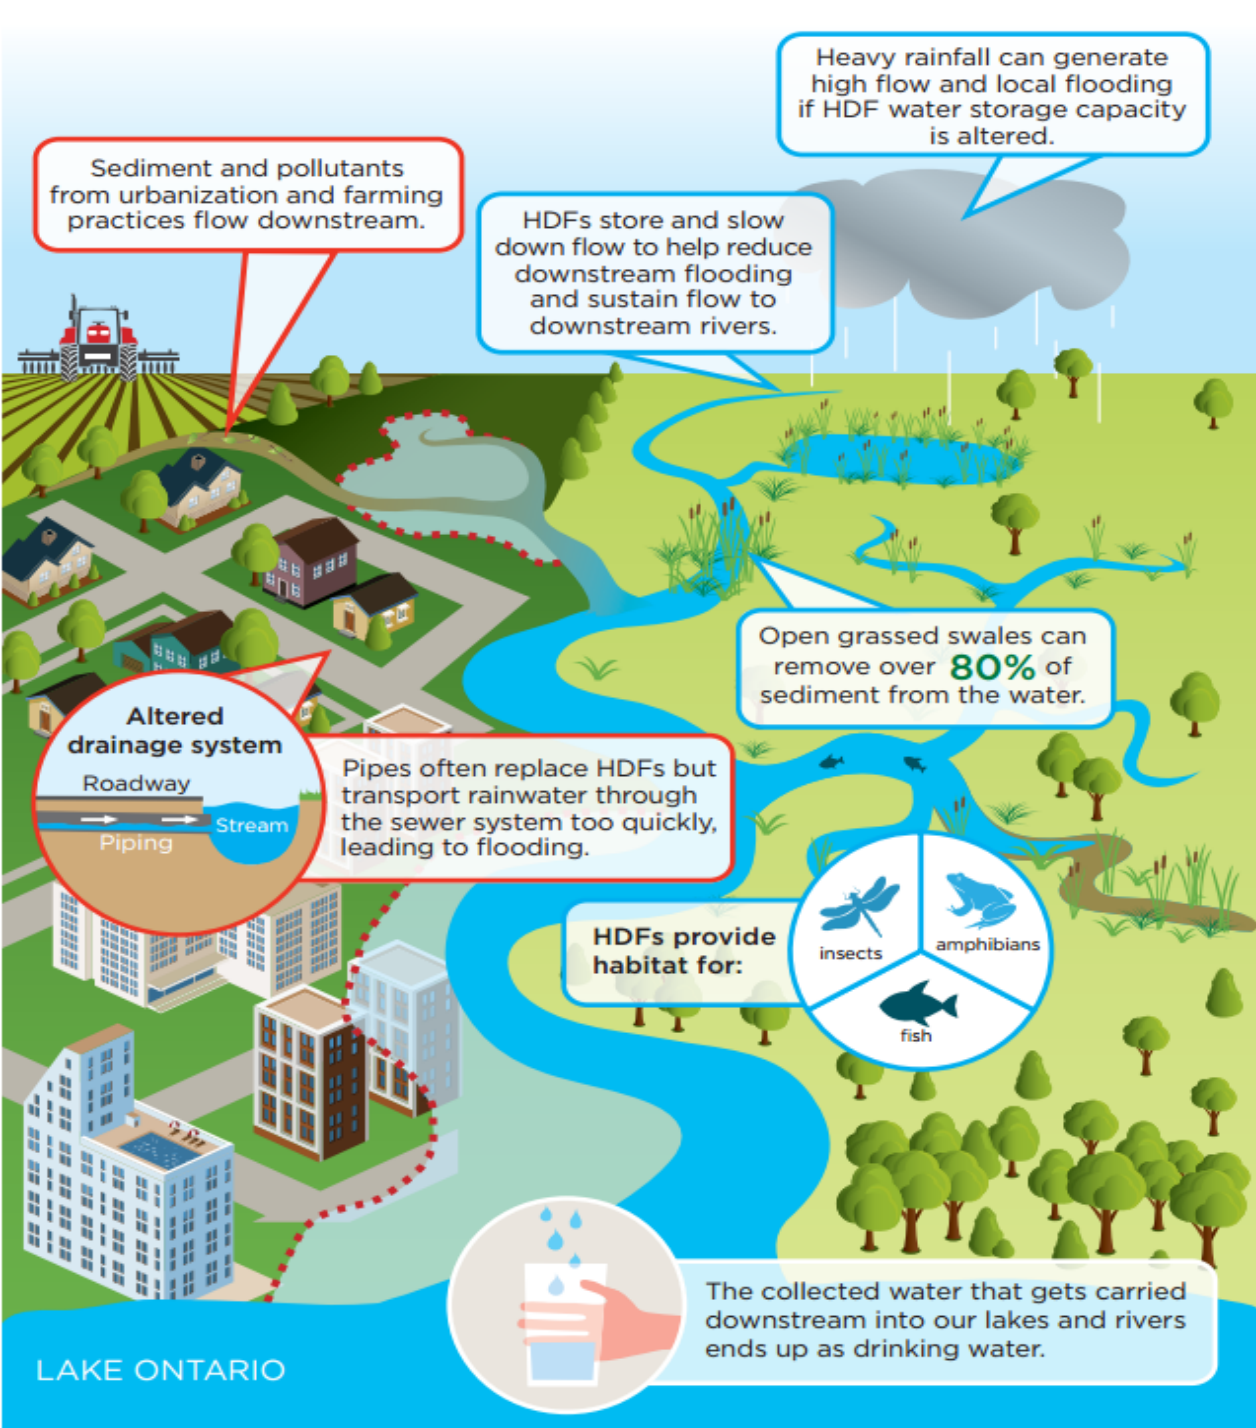 Heavy rainfall can generate
high flow and local flooding
if HDF water storage capacity
is altered.
Sediment and pollutants
from urbanization and farming
practices flow downstream.
HDFs store and slow
down flow to help reduce
downstream flooding
and sustain flow to
downstream rivers.
Open grassed swales can
remove over 80% of
sediment from the water.
Altered
drainage system
Roadway
Stream
Piping
Pipes often replace HDFs but
transport rainwater through
the sewer system too quickly,
leading to flooding.
HDFs provide
habitat for:
insects
amphibians
fish
The collected water that gets carried
downstream into our lakes and rivers
ends up as drinking water.
LAKE ONTARIO